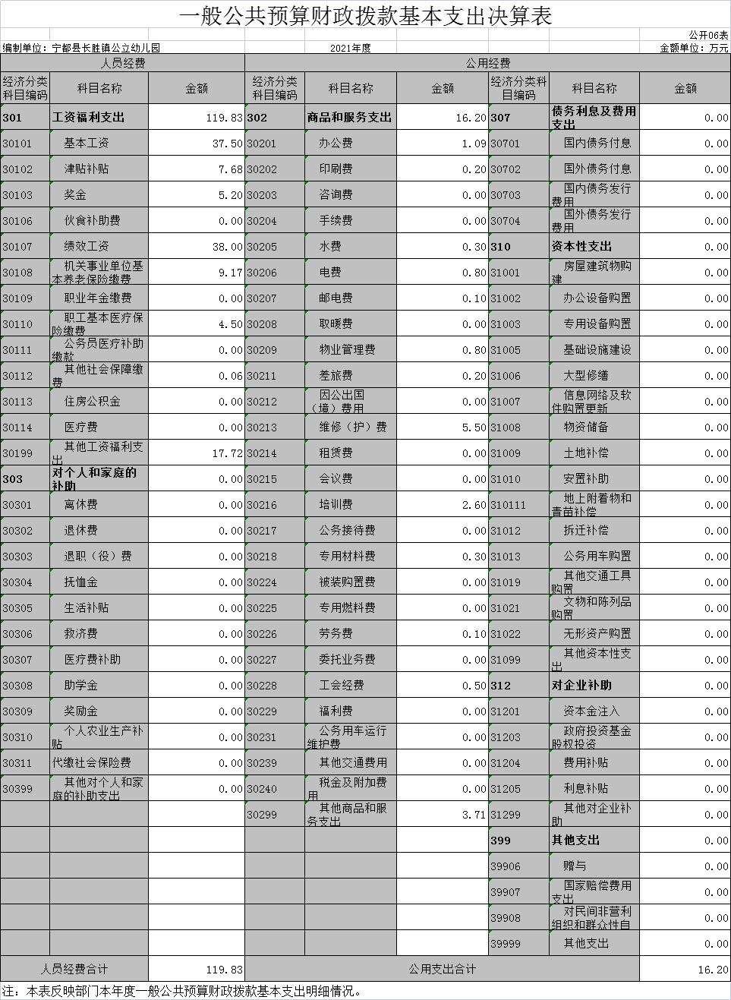 一般公共预算财政拨款基本支出决算表
公开06表
编制单位：宁都县长胜镇公立幼儿园 2021年度 金额单位：万元
人员经费 公用经费
经济分类科目编码 科目名称 金额 经济分类科目编码 科目名称 金额 经济分类科目编码 科目名称 金额
301 工资福利支出 119.83 302 商品和服务支出 16.20 307 债务利息及费用支出 0.00
30101 基本工资 37.50 30201 办公费 1.09 30701 国内债务付息 0.00
30102 津贴补贴 7.68 30202 印刷费 0.20 30702 国外债务付息 0.00
30103 奖金 5.20 30203 咨询费 0.00 30703 国内债务发行费用 0.00
30106 伙食补助费 0.00 30204 手续费 0.00 30704 国外债务发行费用 0.00
30107 绩效工资 38.00 30205 水费 0.30 310 资本性支出 0.00
30108 机关事业单位基本养老保险缴费 9.17 30206 电费 0.80 31001 房屋建筑物购建 0.00
30109 职业年金缴费 0.00 30207 邮电费 0.10 31002 办公设备购置 0.00
30110 职工基本医疗保险缴费 4.50 30208 取暖费 0.00 31003 专用设备购置 0.00
30111 公务员医疗补助缴款 0.00 30209 物业管理费 0.80 31005 基础设施建设 0.00
30112 其他社会保障缴费 0.06 30211 差旅费 0.20 31006 大型修缮 0.00
30113 住房公积金 0.00 30212 因公出国（境）费用 0.00 31007 信息网络及软件购置更新 0.00
30114 医疗费 0.00 30213 维修（护）费 5.50 31008 物资储备 0.00
30199 其他工资福利支出 17.72 30214 租赁费 0.00 31009 土地补偿 0.00
303 对个人和家庭的补助 0.00 30215 会议费 0.00 31010 安置补助 0.00
30301 离休费 0.00 30216 培训费 2.60 310111 地上附着物和青苗补偿 0.00
30302 退休费 0.00 30217 公务接待费 0.00 31012 拆迁补偿 0.00
30303 退职（役）费 0.00 30218 专用材料费 0.30 31013 公务用车购置 0.00
30304 抚恤金 0.00 30224 被装购置费 0.00 31019 其他交通工具购置 0.00
30305 生活补贴 0.00 30225 专用燃料费 0.00 31021 文物和陈列品购置 0.00
30306 救济费 0.00 30226 劳务费 0.10 31022 无形资产购置 0.00
30307 医疗费补助 0.00 30227 委托业务费 0.00 31099 其他资本性支出 0.00
30308 助学金 0.00 30228 工会经费 0.50 312 对企业补助 0.00
30309 奖励金 0.00 30229 福利费 0.00 31201 资本金注入 0.00
30310 个人农业生产补贴 0.00 30231 公务用车运行维护费 0.00 31203 政府投资基金股权投资 0.00
30311 代缴社会保险费 0.00 30239 其他交通费用 0.00 31204 费用补贴 0.00
30399 其他对个人和家庭的补助支出 0.00 30240 税金及附加费用 0.00 31205 利息补贴 0.00
30299 其他商品和服务支出 3.71 31299 其他对企业补助 0.00
399 其他支出 0.00
39906 赠与 0.00
39907 国家赔偿费用支出 0.00
39908 对民间非营利组织和群众性自 0.00
39999 其他支出 0.00
人员经费合计 119.83 公用支出合计 16.20
注：本表反映部门本年度一般公共预算财政拨款基本支出明细情况。